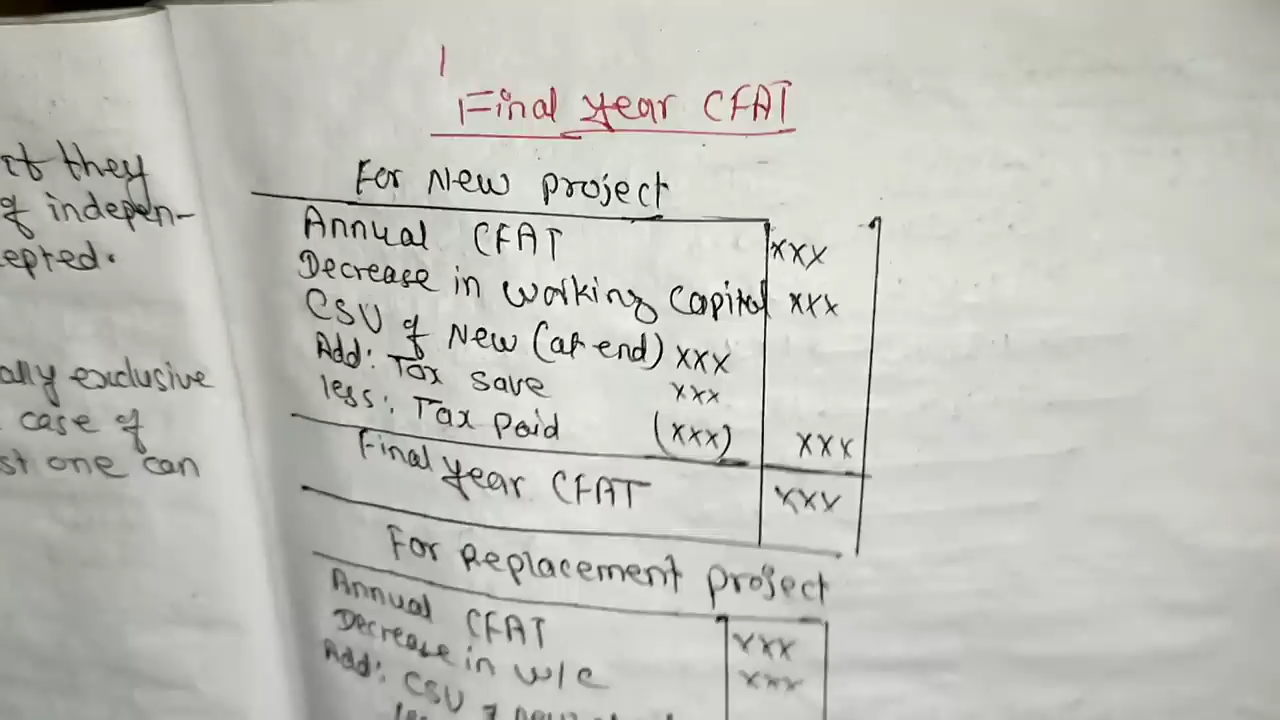 Final year CFAT
it they
of indepen-
epted.
ally exclusive
case of
st one can
For New project
Annual CFAT xxx
Decrease in working capital xxx
CSV of New (at end) xxx
Add: Tax save xxx
less: Tax paid (xxx) xxx
Final year CFAT xxx
For Replacement project
Annual CFAT xxx
Decrease in w/c xxx
Add: CSV